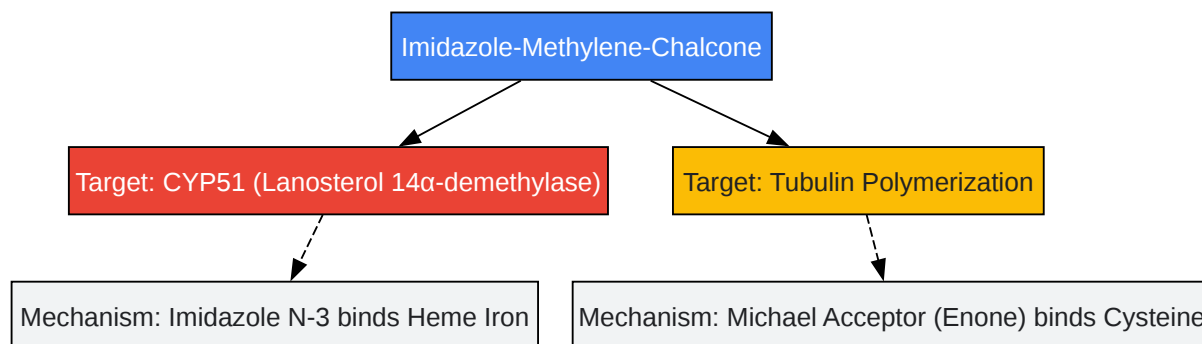 Imidazole-Methylene-Chalcone
Target: CYP51 (Lanosterol 14α-demethylase)
Target: Tubulin Polymerization
Mechanism: Imidazole N-3 binds Heme Iron
Mechanism: Michael Acceptor (Enone) binds Cysteine